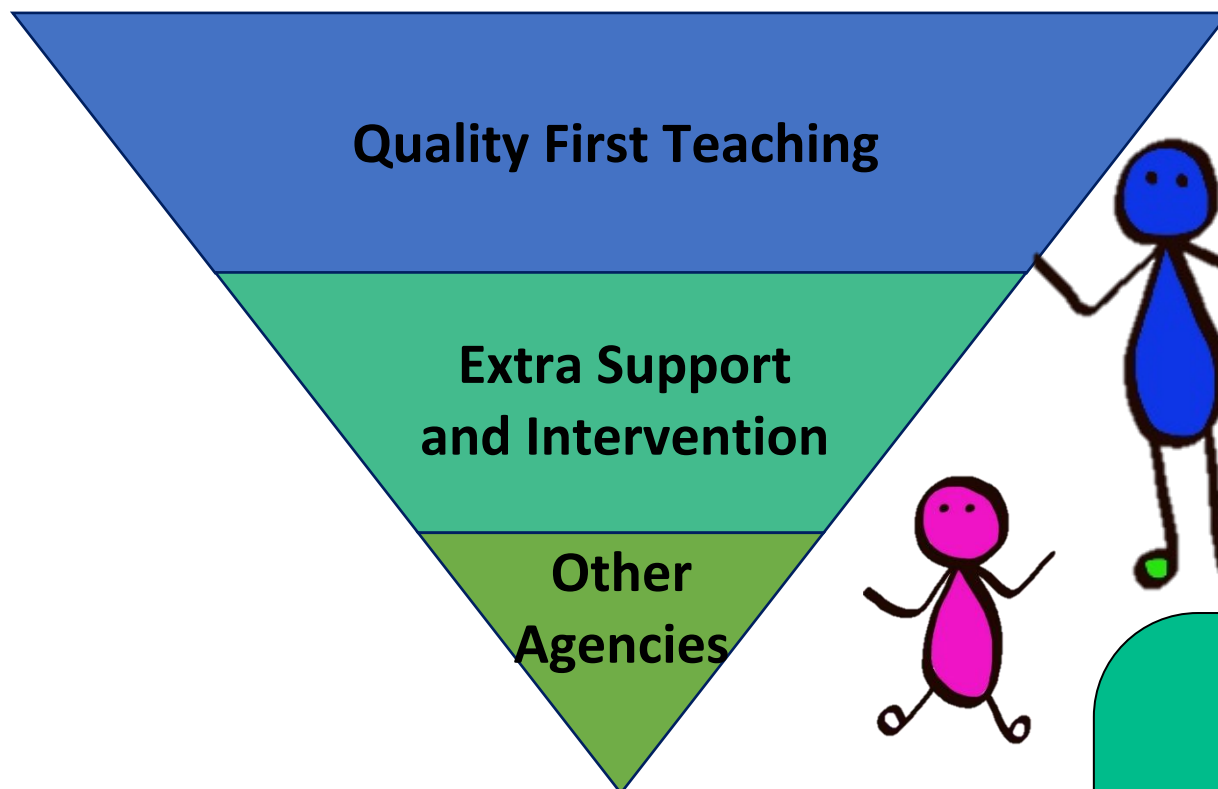 Quality First Teaching
Extra Support
and Intervention
Other
Agencies